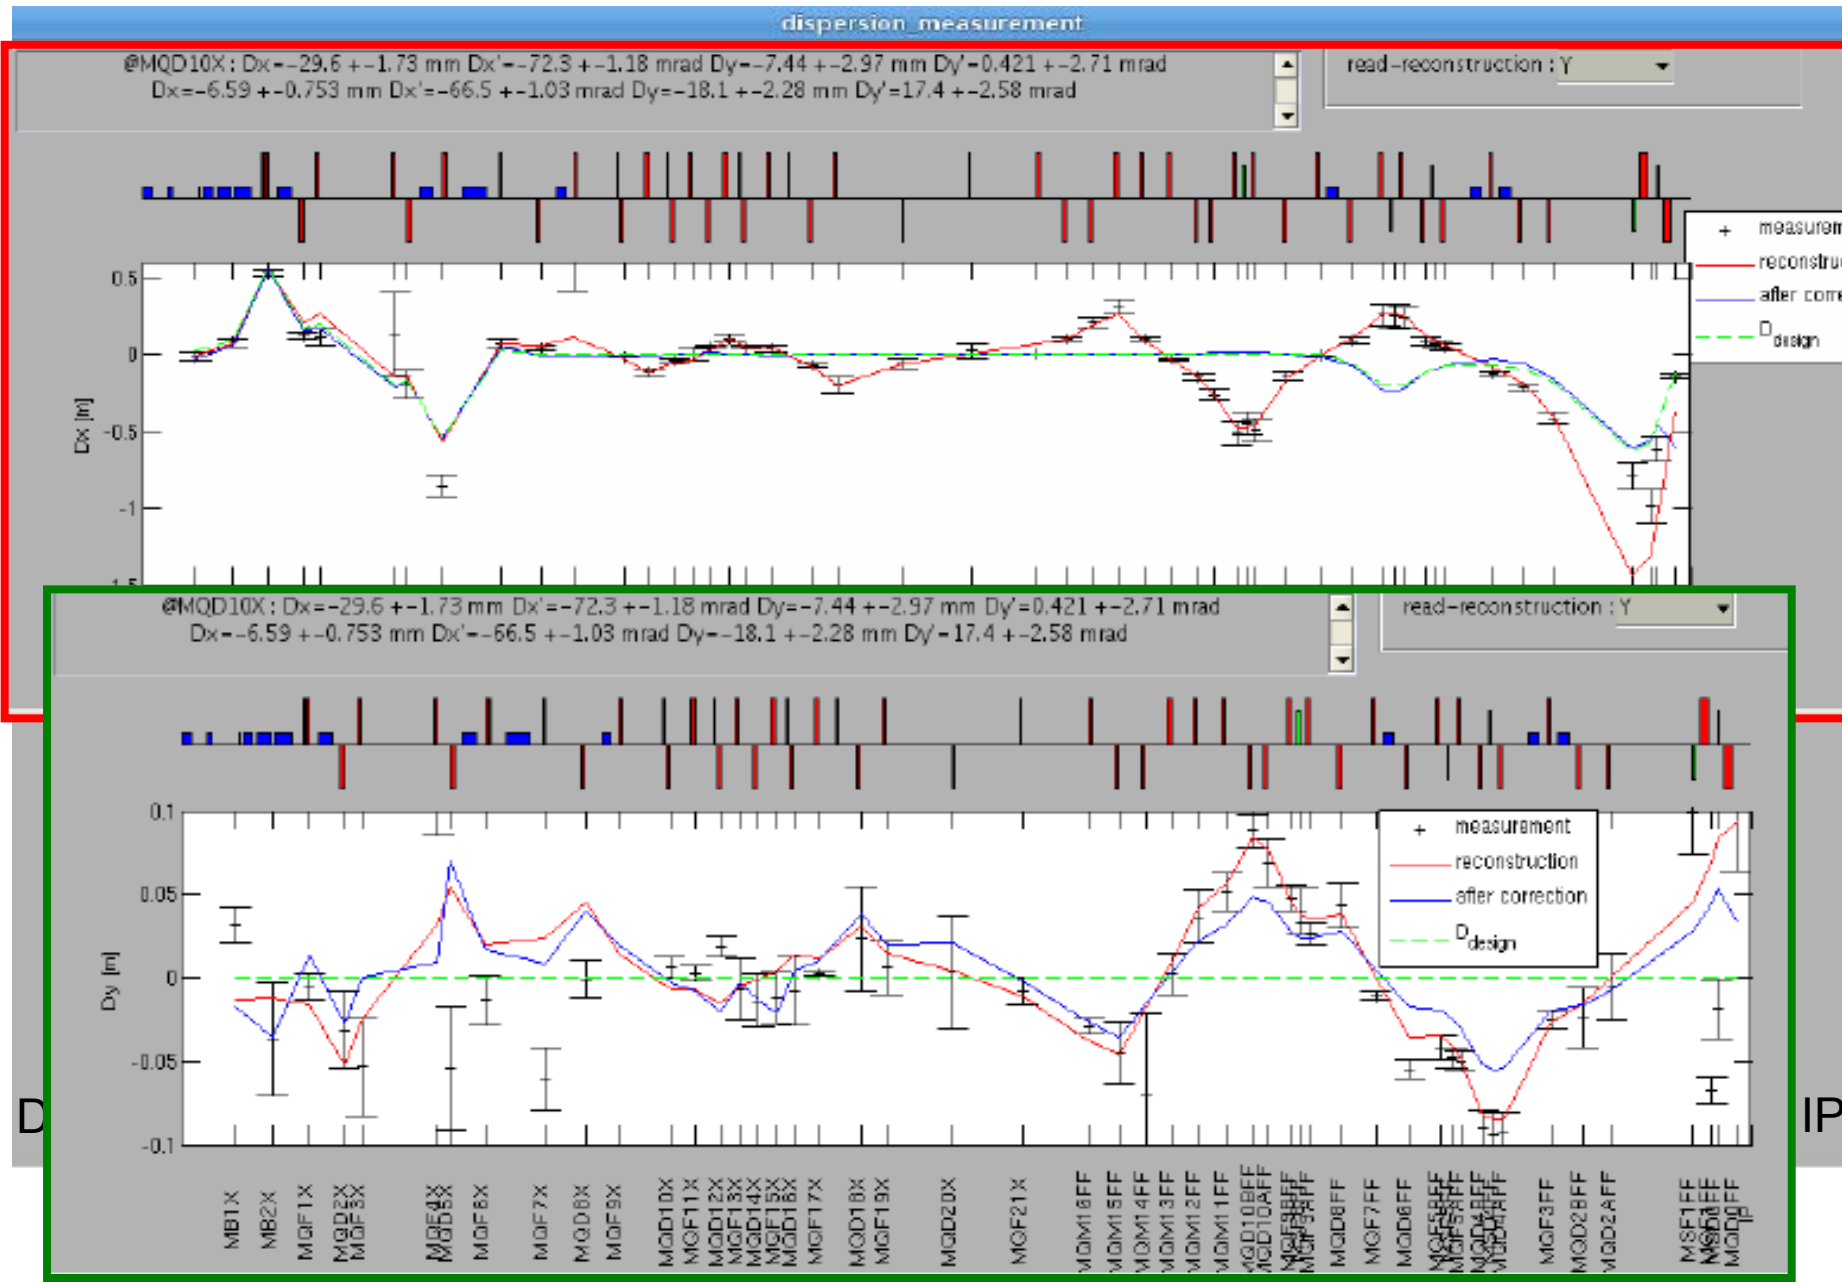 dispersion_measurement
@MQD10X: Dx=-29.6 +-1.73 mm Dx'=-72.3 +-1.18 mrad Dy=-7.44 +-2.97 mm Dy'=0.421 +-2.71 mrad
Dx=-6.59 +-0.753 mm Dx'=-66.5 +-1.03 mrad Dy=-18.1 +-2.28 mm Dy'=17.4 +-2.58 mrad
read-reconstruction : Y
measurem
reconstru
after corre
D design
0.5
0
-0.5
-1
Dx [m]
@MQD10X: Dx=-29.6 +-1.73 mm Dx'=-72.3 +-1.18 mrad Dy=-7.44 +-2.97 mm Dy'=0.421 +-2.71 mrad
Dx=-6.59 +-0.753 mm Dx'=-66.5 +-1.03 mrad Dy=-18.1 +-2.28 mm Dy'=17.4 +-2.58 mrad
read-reconstruction : Y
measurement
reconstruction
after correction
D design
0.1
0.05
0
-0.05
-0.1
Dy [m]
D
IP
MB1X
MB2X
MQF1X
MQD2X
MQF3X
MQF4X
MQD5X
MQF6X
MQF7X
MQD8X
MQF9X
MQD10X
MQF11X
MQD12X
MQF13X
MQD14X
MQF15X
MQD16X
MQF17X
MQD18X
MQF19X
MQD20X
MQF21X
MQM16FF
MQM15FF
MQM14FF
MQM13FF
MQM12FF
MQM11FF
MQD10BFF
MQD10AFF
MQD8FF
MQF7FF
MQD6FF
MQF3FF
MQD2BFF
MQD2AFF
MSF1FF
MQD0FF
IP